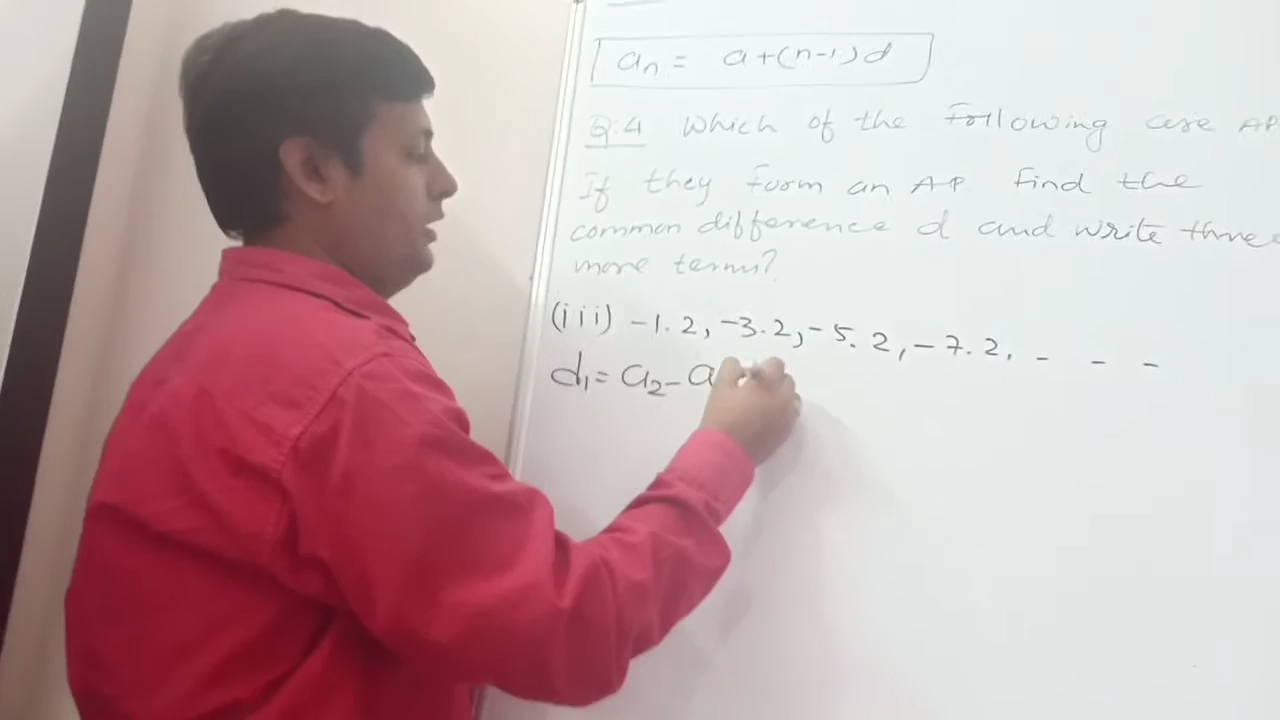 an = a+(n-1)d
Q:4 Which of the following are AP
If they form an AP. Find the
common difference d and write three
more terms?
(iii) -1.2, -3.2, -5.2, -7.2, - - -
d1 = a2 - a